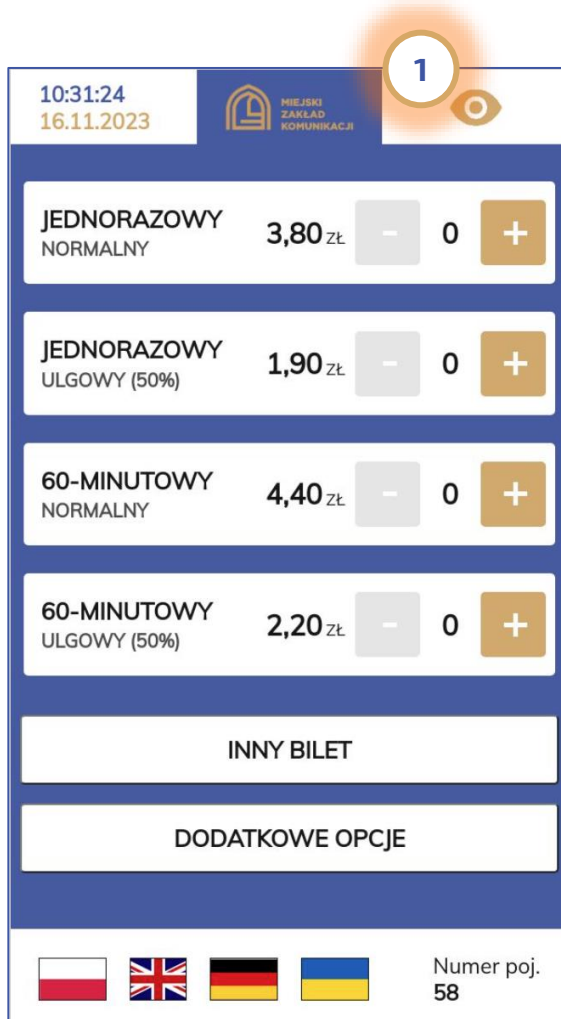 1
10:31:24
16.11.2023
MIEJSKI
ZAKŁAD
KOMUNIKACJI
JEDNORAZOWY
NORMALNY
3,80 ZŁ - 0 +
JEDNORAZOWY
ULGOWY (50%)
1,90 ZŁ - 0 +
60-MINUTOWY
NORMALNY
4,40 ZŁ - 0 +
60-MINUTOWY
ULGOWY (50%)
2,20 ZŁ - 0 +
INNY BILET
DODATKOWE OPCJE
Numer poj.
58